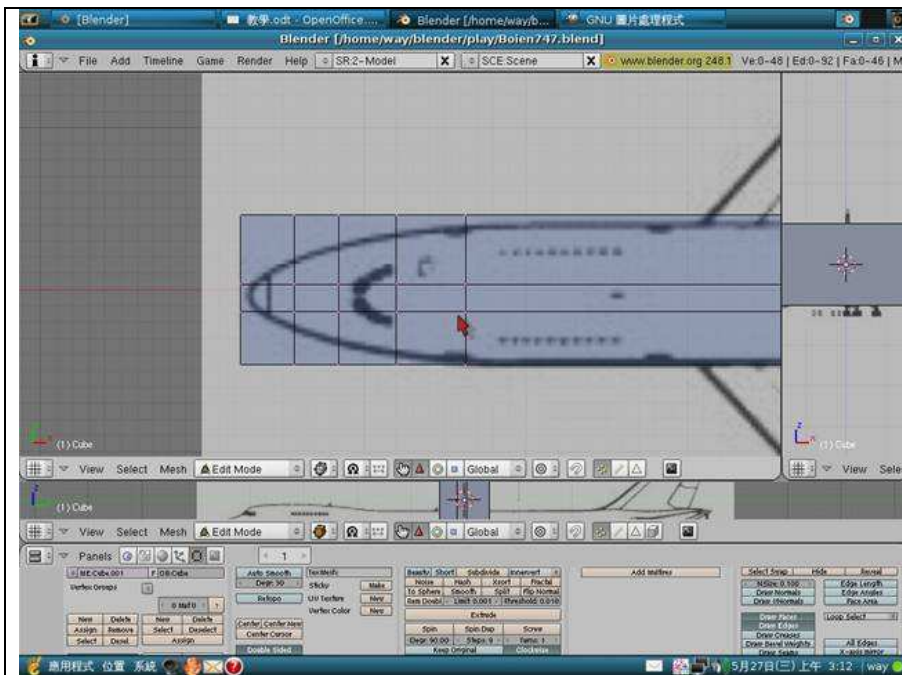 [Blender]
教學.odt - OpenOffice....
Blender [/home/way/b...
GNU 圖片處理程式
Blender [/home/way/blender/play/Boien747.blend]
File Add Timeline Game Render Help SR:2-Model X SCE:Scene X www.blender.org 248.1 Ve:0-48 | Ed:0-92 | Fa:0-46 | M
(1) Cube
(1) Cube
View Select Mesh Edit Mode Global
View Sele
(1) Cube
View Select Mesh Edit Mode Global
Panels 1
ME:Cube.001 F OB:Cube
Vertex Groups
0 Mat 0 ?
New Delete New Delete
Assign Remove Select Deselect
Select Desel. Assign
Auto Smooth
Degr: 30
Retopo
Center Center New
Center Cursor
Double Sided
TexMesh:
Sticky Make
UV Texture New
Vertex Color New
Beauty Short Subdivide Innervert
Noise Hash Xsort Fractal
To Sphere Smooth Split Flip Normal
Rem Doubl Limit: 0.001 Threshold: 0.010
Extrude
Spin Spin Dup Screw
Degr: 90.00 Steps: 9 Turns: 1
Keep Original Clockwise
Add Multires
Select Swap Hide Reveal
NSize: 0.100
Draw Normals
Draw VNormals
Draw Faces
Draw Edges
Draw Creases
Draw Bevel Weights
Draw Seams
Edge Length
Edge Angles
Face Area
Loop Select
All Edges
X-axis mirror
應用程式 位置 系統 5月27日(三) 上午 3:12 way